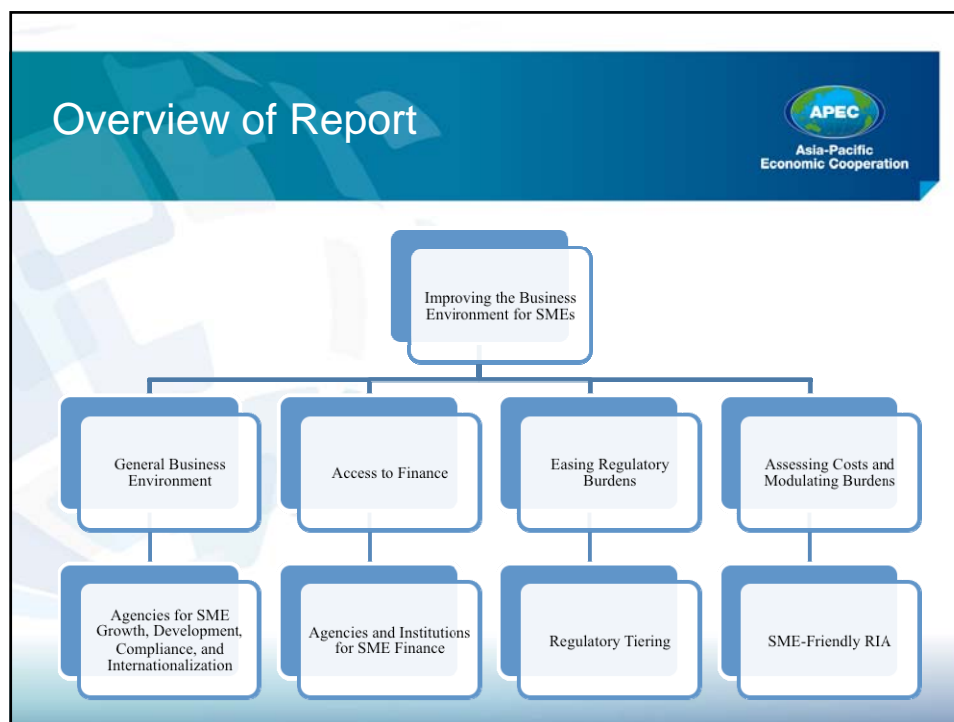 Overview of Report
APEC
Asia-Pacific
Economic Cooperation
Improving the Business
Environment for SMEs
General Business
Environment
Access to Finance
Easing Regulatory
Burdens
Assessing Costs and
Modulating Burdens
Agencies for SME
Growth, Development,
Compliance, and
Internationalization
Agencies and Institutions
for SME Finance
Regulatory Tiering
SME-Friendly RIA